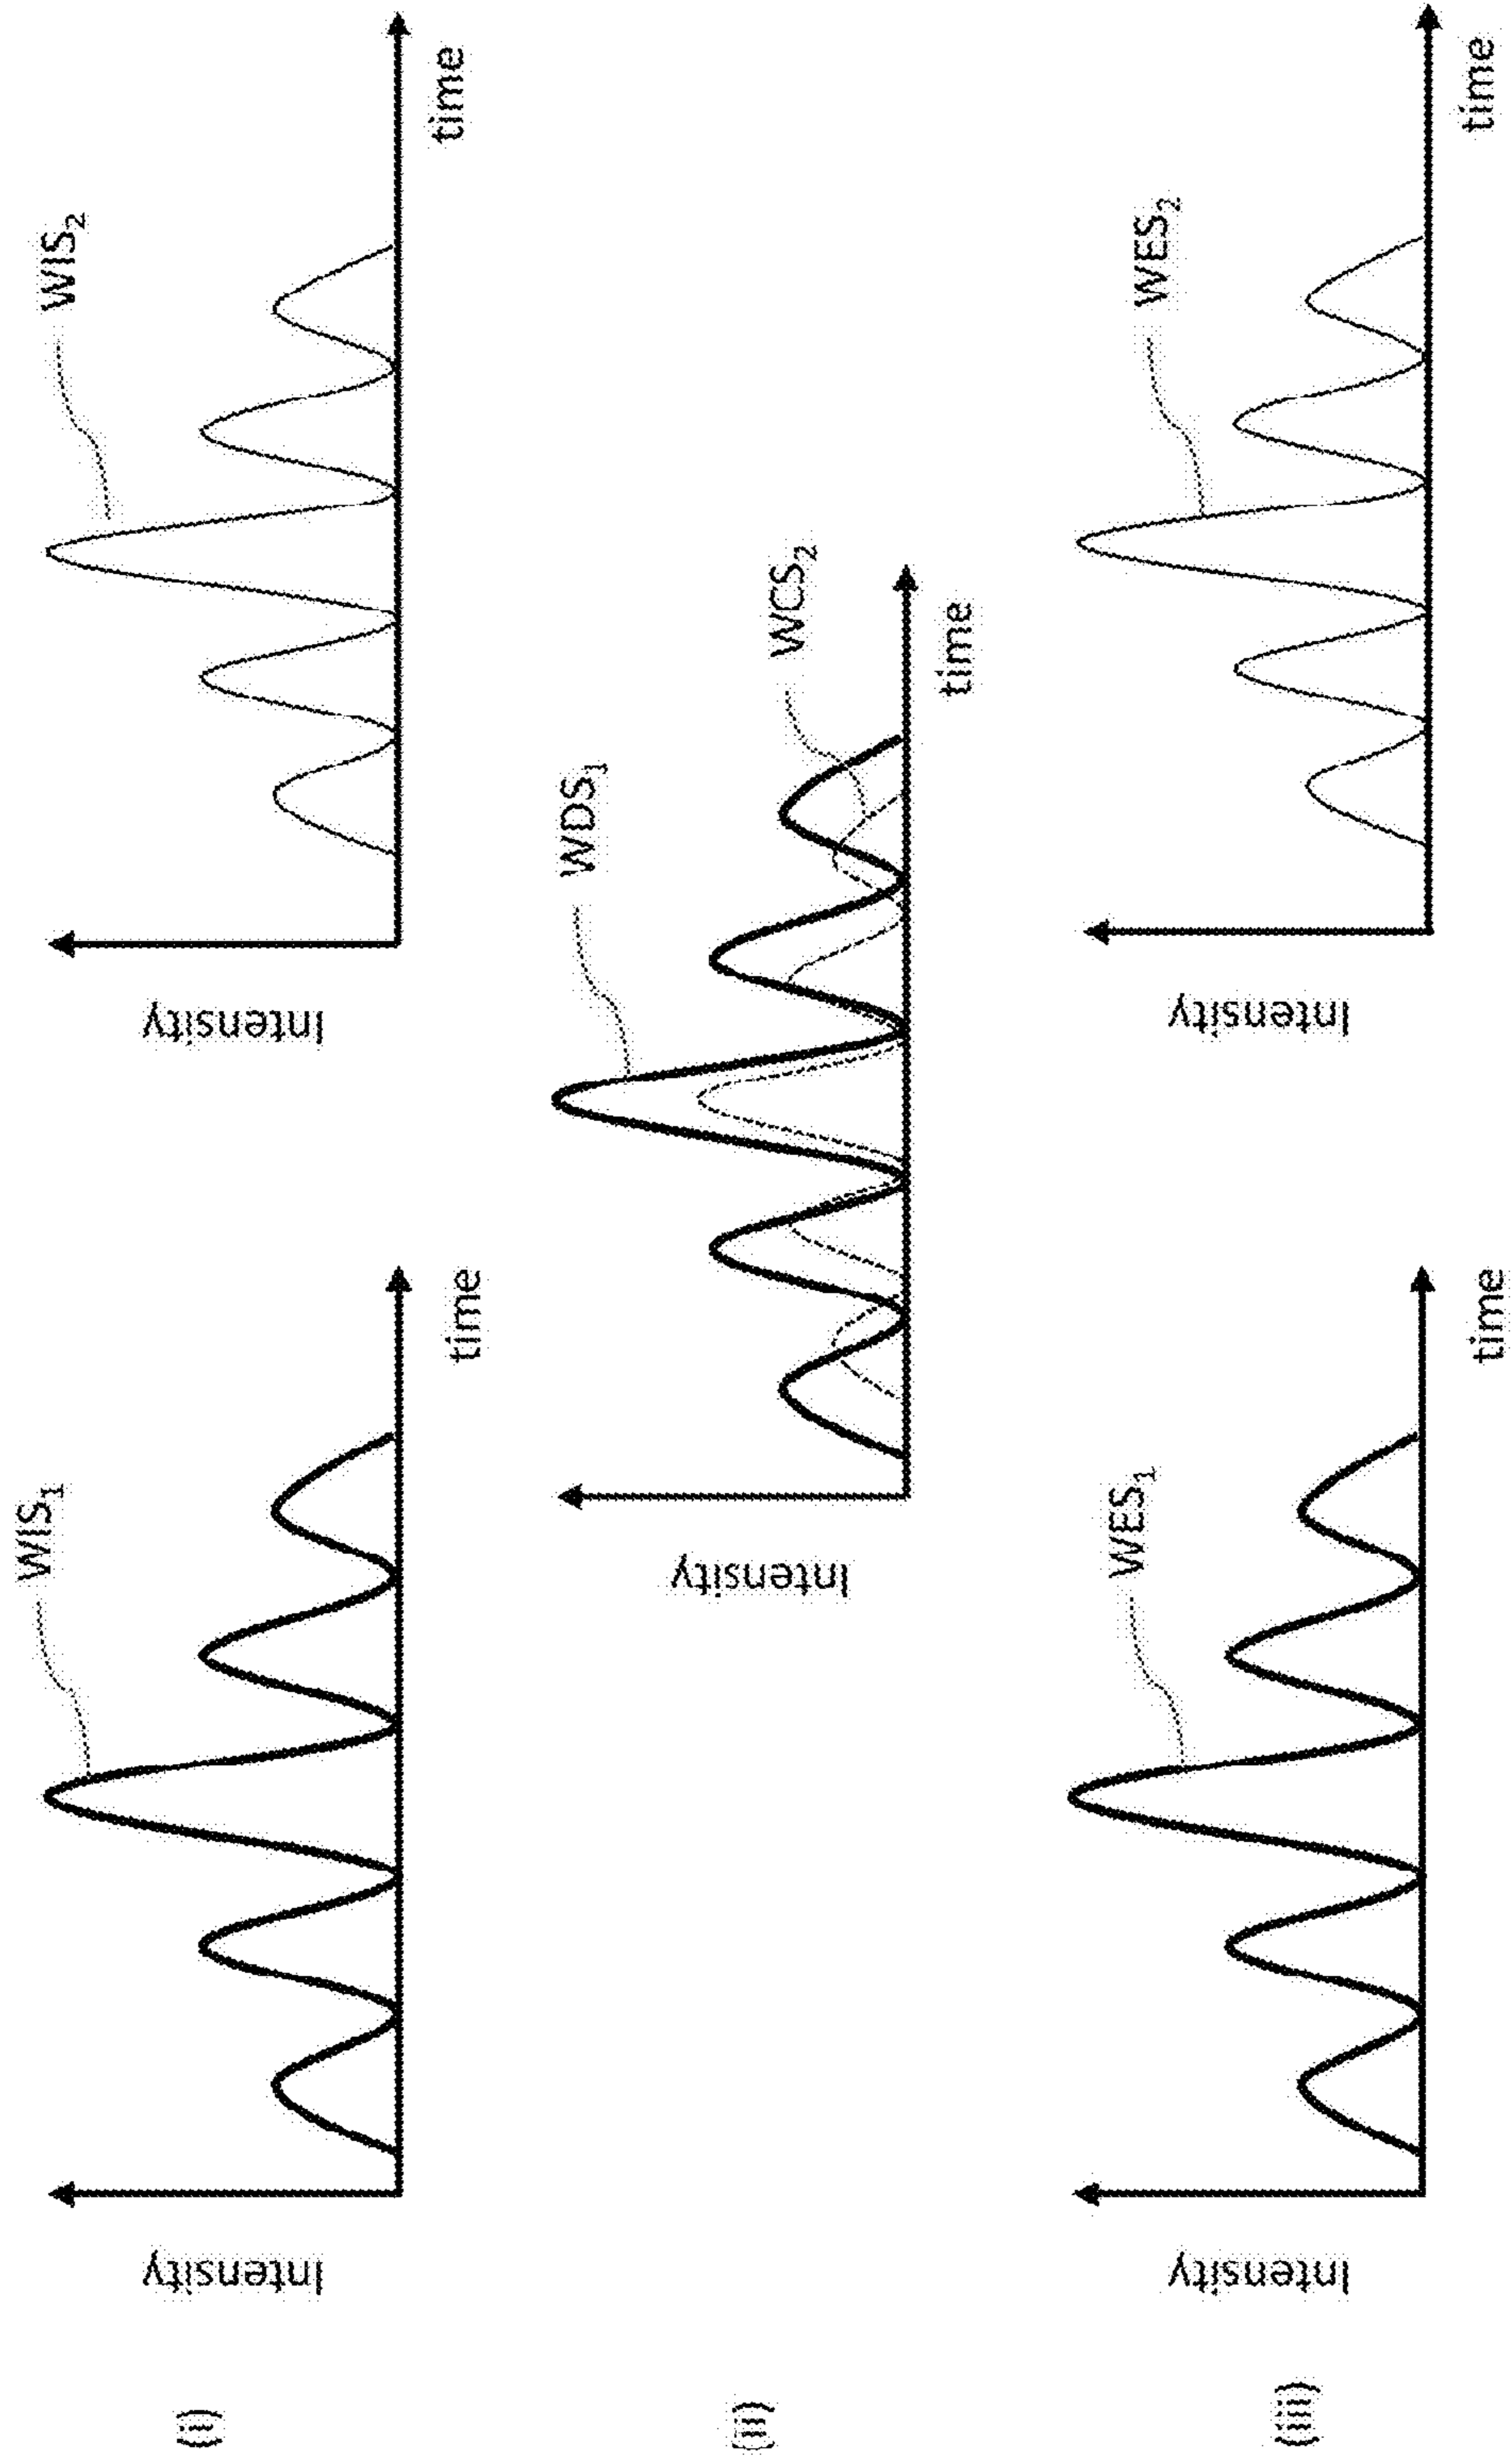 (i)
Intensity
WIS₁
time
Intensity
WIS₂
time
(ii)
Intensity
WDS₁
WCS₂
time
(iii)
Intensity
WES₁
time
Intensity
WES₂
time